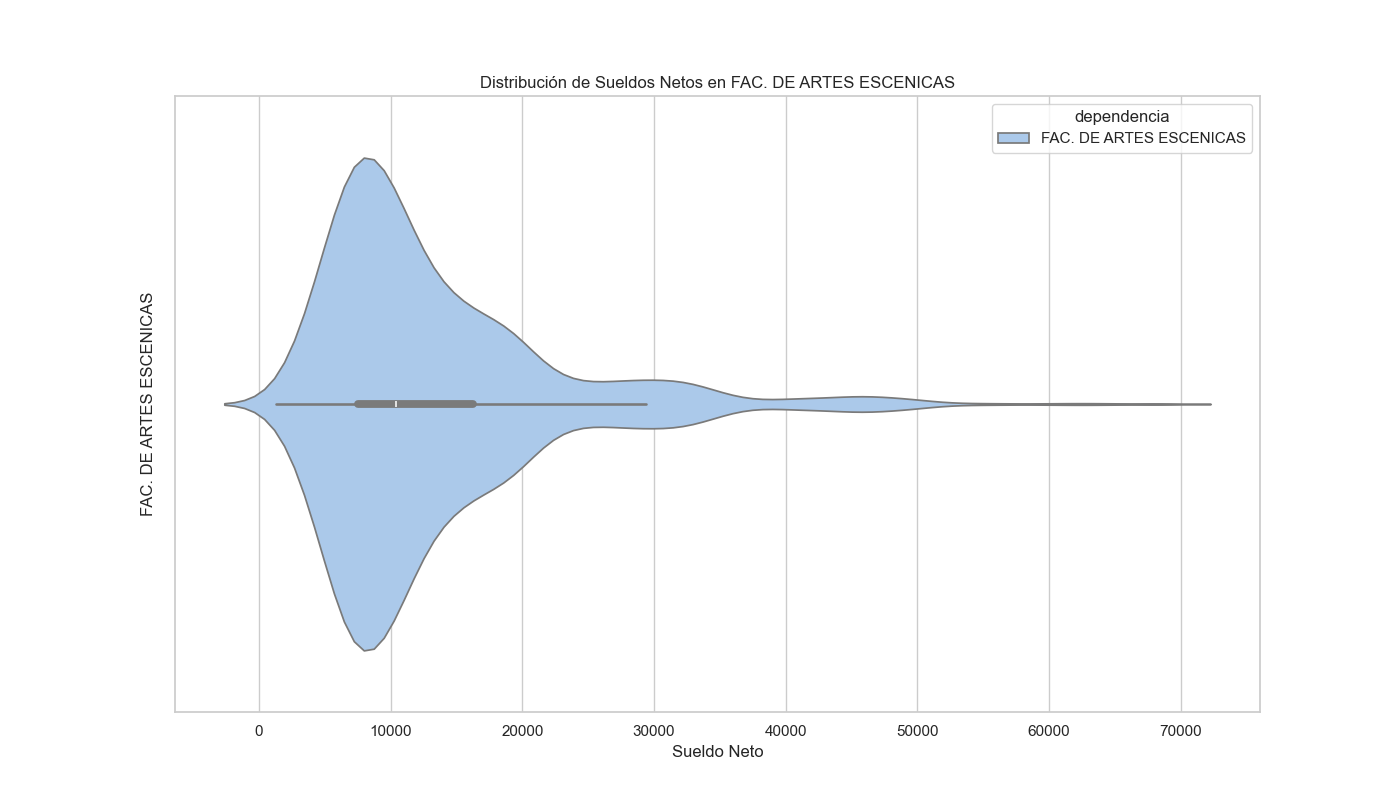 Distribución de Sueldos Netos en FAC. DE ARTES ESCENICAS
dependencia
FAC. DE ARTES ESCENICAS
FAC. DE ARTES ESCENICAS
0 10000 20000 30000 40000 50000 60000 70000
Sueldo Neto